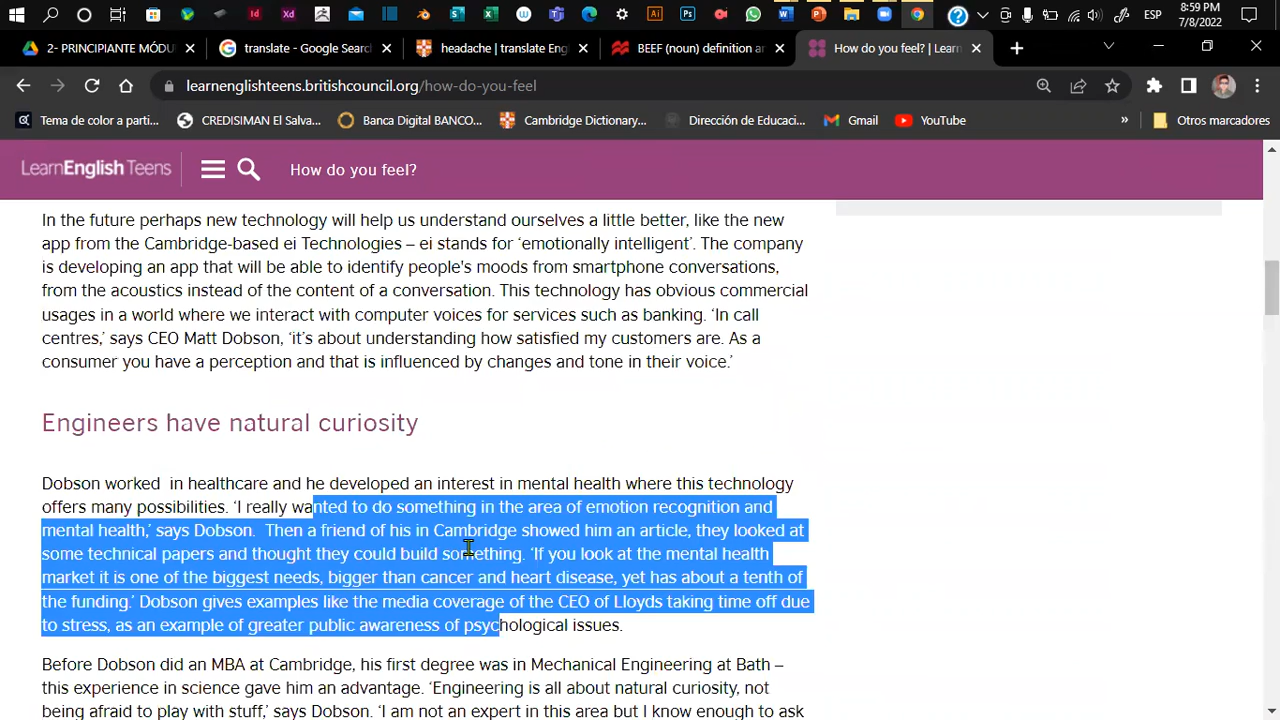 8:59 PM
ESP
7/8/2022
2- PRINCIPIANTE MÓDU
translate - Google Search
headache | translate Eng
BEEF (noun) definition an
How do you feel? | Learn
learnenglishteens.britishcouncil.org/how-do-you-feel
Tema de color a parti...
CREDISIMAN El Salva...
Banca Digital BANCO...
Cambridge Dictionary...
Dirección de Educaci...
Gmail
YouTube
»
Otros marcadores
LearnEnglish Teens
How do you feel?
In the future perhaps new technology will help us understand ourselves a little better, like the new
app from the Cambridge-based ei Technologies – ei stands for ‘emotionally intelligent’. The company
is developing an app that will be able to identify people's moods from smartphone conversations,
from the acoustics instead of the content of a conversation. This technology has obvious commercial
usages in a world where we interact with computer voices for services such as banking. ‘In call
centres,’ says CEO Matt Dobson, ‘it’s about understanding how satisfied my customers are. As a
consumer you have a perception and that is influenced by changes and tone in their voice.’
Engineers have natural curiosity
Dobson worked  in healthcare and he developed an interest in mental health where this technology
offers many possibilities. ‘I really wanted to do something in the area of emotion recognition and
mental health,’ says Dobson.  Then a friend of his in Cambridge showed him an article, they looked at
some technical papers and thought they could build something. ‘If you look at the mental health
market it is one of the biggest needs, bigger than cancer and heart disease, yet has about a tenth of
the funding.’ Dobson gives examples like the media coverage of the CEO of Lloyds taking time off due
to stress, as an example of greater public awareness of psychological issues.
Before Dobson did an MBA at Cambridge, his first degree was in Mechanical Engineering at Bath –
this experience in science gave him an advantage. ‘Engineering is all about natural curiosity, not
being afraid to play with stuff,’ says Dobson. ‘I am not an expert in this area but I know enough to ask